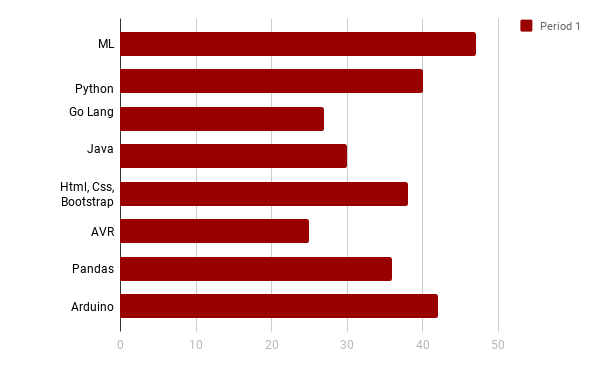 Period 1
ML
Python
Go Lang
Java
Html, Css,
Bootstrap
AVR
Pandas
Arduino
0 10 20 30 40 50